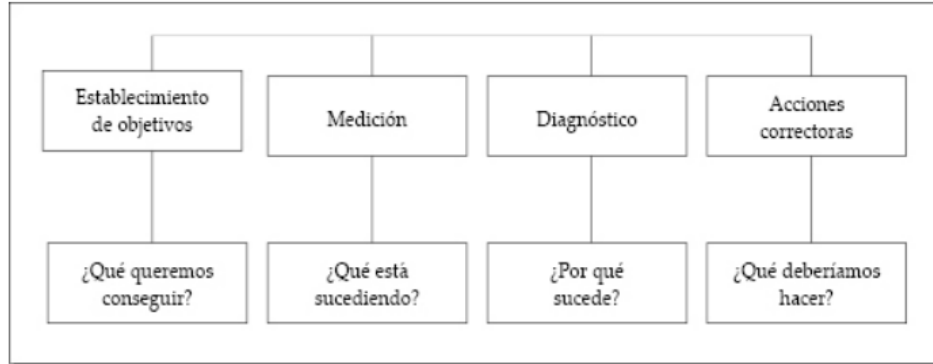 Establecimiento
de objetivos
Medición
Diagnóstico
Acciones
correctoras
¿Qué queremos
conseguir?
¿Qué está
sucediendo?
¿Por qué
sucede?
¿Qué deberíamos
hacer?